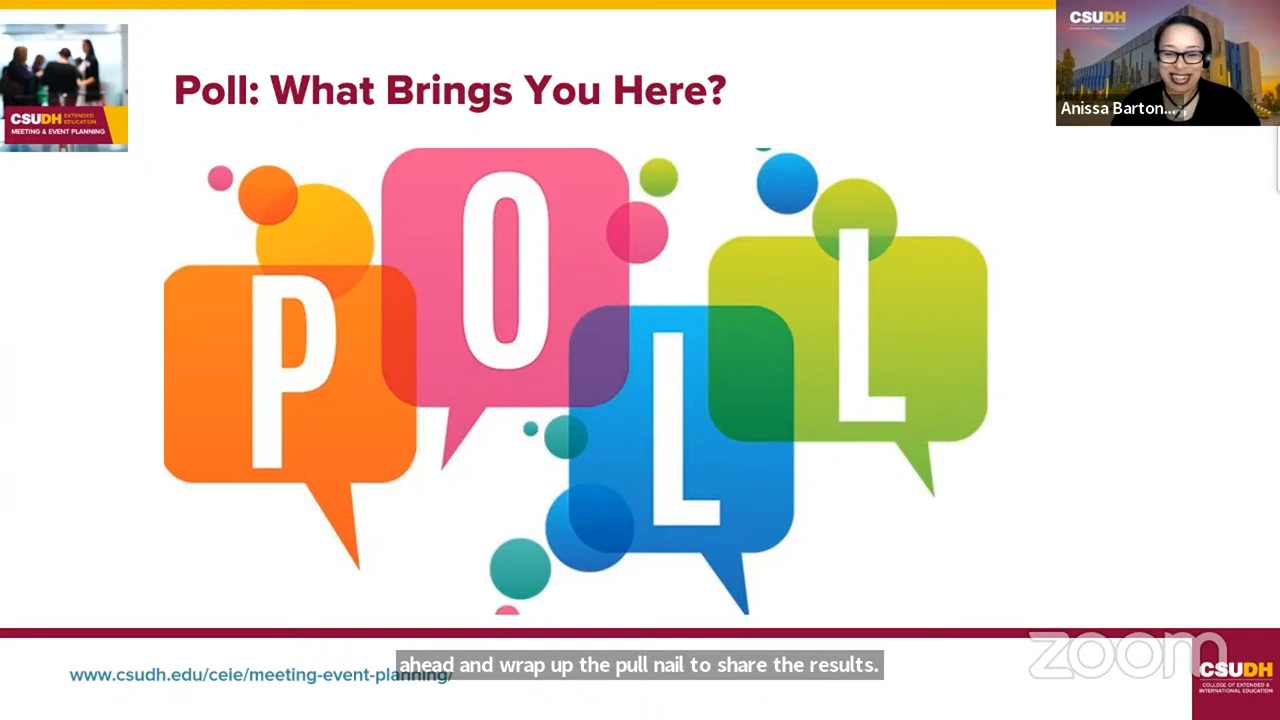 Poll: What Brings You Here?
CSUDH EXTENDED
EDUCATION
MEETING & EVENT PLANNING
CSUDH
Anissa Barton...
POLL
ahead and wrap up the pull nail to share the results.
www.csudh.edu/ceie/meeting-event-planning/
zoom
CSUDH
COLLEGE OF EXTENDED &
INTERNATIONAL EDUCATION